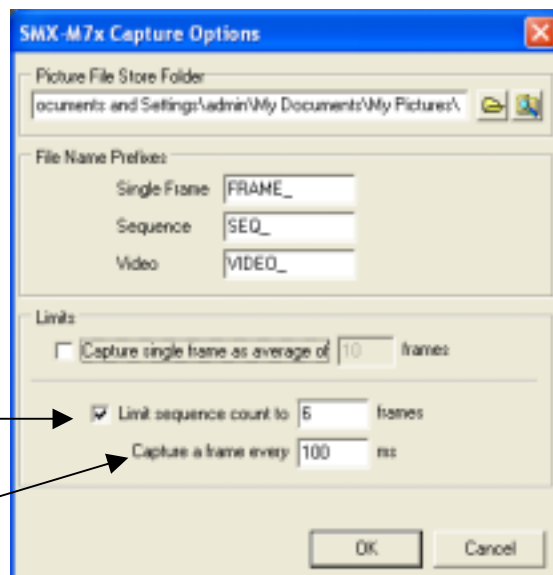 SMX-M7x Capture Options
Picture File Store Folder
ocuments and Settings\admin\My Documents\My Pictures\
File Name Prefixes
Single Frame FRAME_
Sequence SEQ_
Video VIDEO_
Limits
Capture single frame as average of 10 frames
Limit sequence count to 6 frames
Capture a frame every 100 ms
OK Cancel